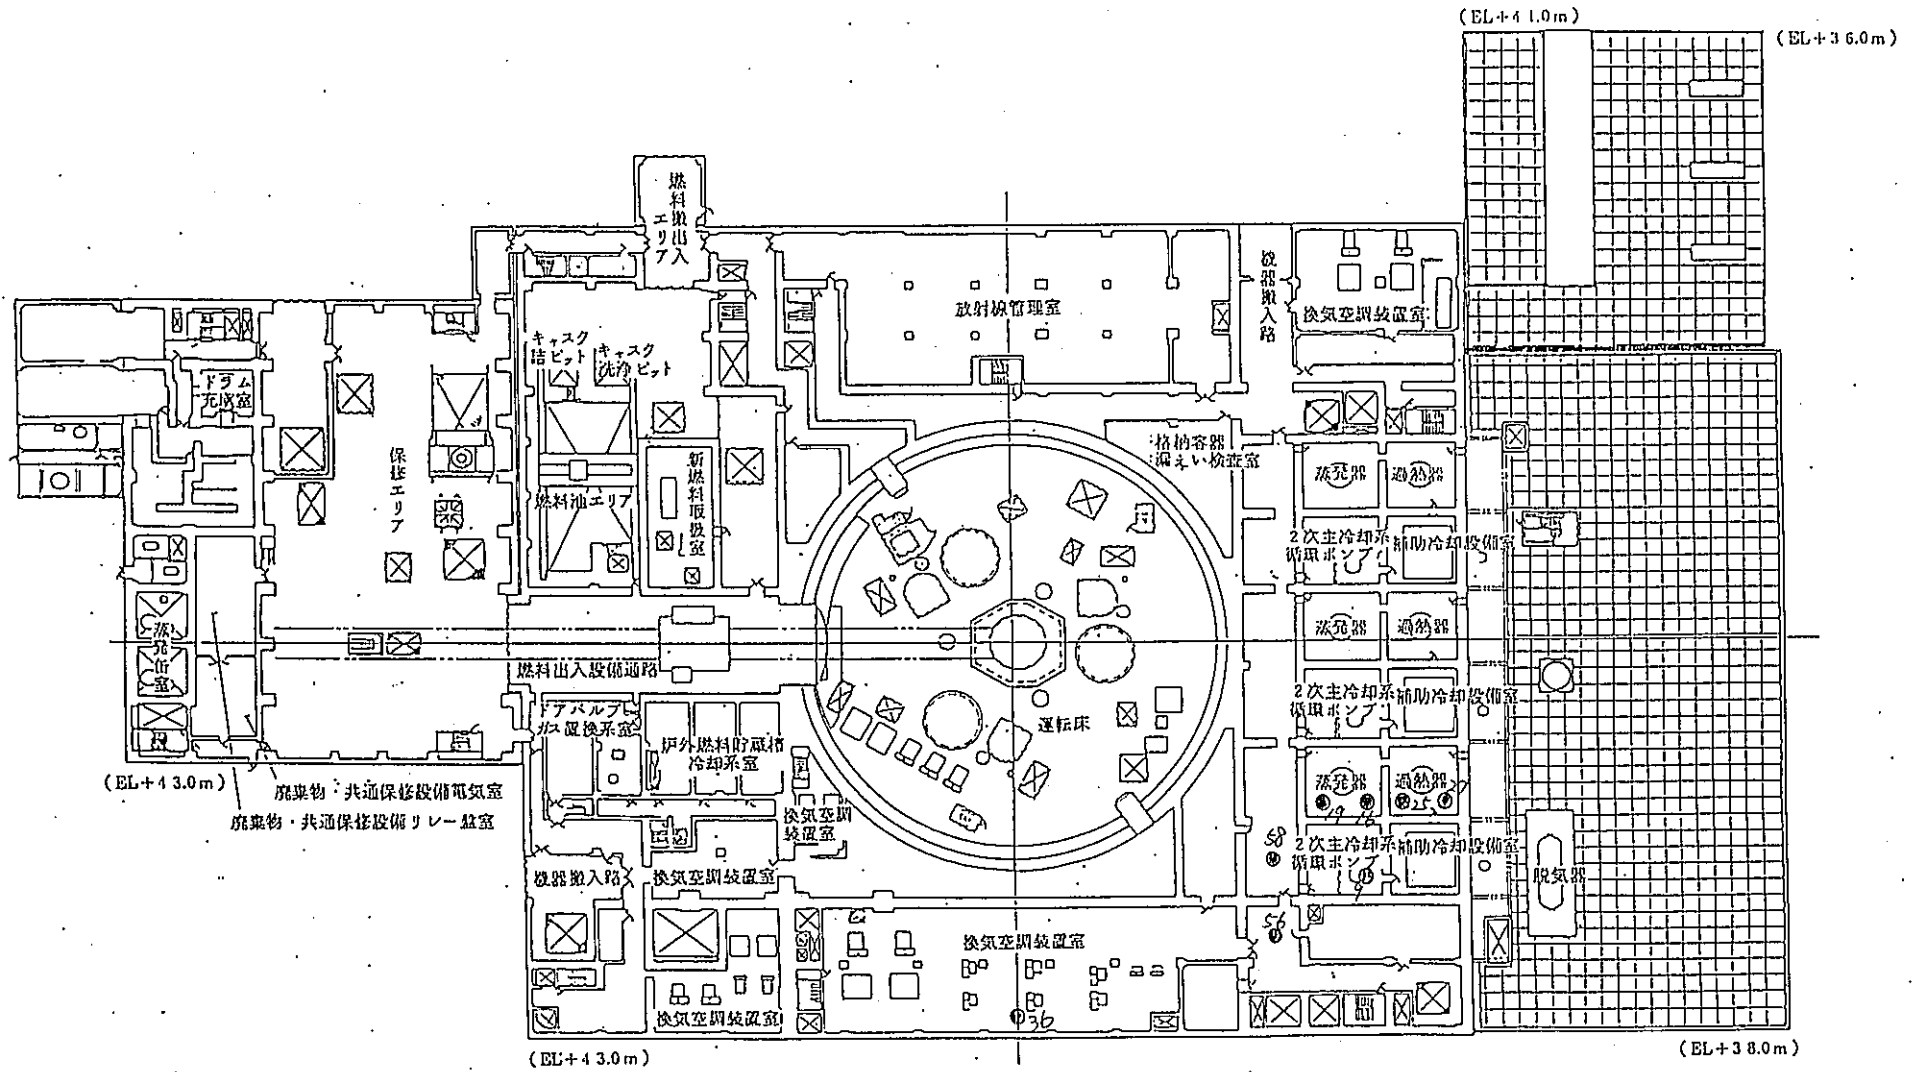 (EL+41.0m)
(EL+36.0m)
燃料搬出入
エリア
機器搬入路
放射線管理室
換気空調装置室
キャスク
詰ピット
キャスク
洗浄ピット
ドラム
充填室
保修エリア
格納容器
漏えい検査室
新燃料取扱室
蒸発器
過熱器
燃料池エリア
2次主冷却系
循環ポンプ
補助冷却設備室
蒸発缶室
蒸発器
過熱器
燃料出入設備通路
2次主冷却系
循環ポンプ
補助冷却設備室
ドアバルブ
ガス置換系室
運転床
炉外燃料貯蔵槽
冷却系室
(EL+43.0m)
廃棄物・共通保修設備電気室
廃棄物・共通保修設備リレー盤室
蒸発器
過熱器
19
16
25
換気空調
装置室
58
2次主冷却系
循環ポンプ
補助冷却設備室
9
脱気器
機器搬入路
換気空調装置室
56
換気空調装置室
換気空調装置室
36
(EL+43.0m)
(EL+38.0m)